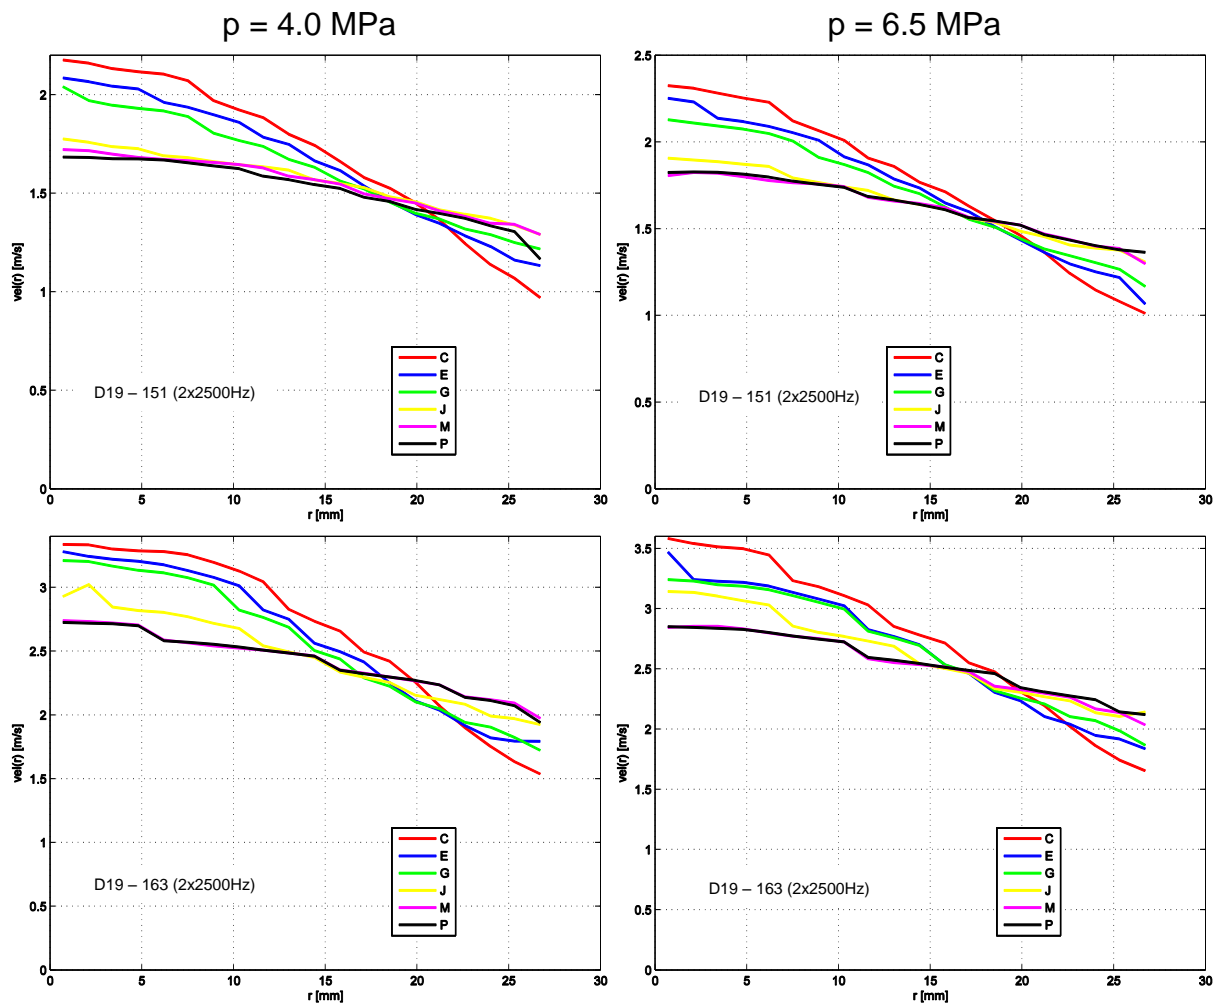 p = 4.0 MPa
p = 6.5 MPa
vel(r) [m/s]
2
1.5
1
0.5
0
0 5 10 15 20 25 30
r [mm]
D19 – 151 (2x2500Hz)
C
E
G
J
M
P
vel(r) [m/s]
2.5
2
1.5
1
0.5
0
0 5 10 15 20 25 30
r [mm]
D19 – 151 (2x2500Hz)
C
E
G
J
M
P
vel(r) [m/s]
3
2.5
2
1.5
1
0.5
0
0 5 10 15 20 25 30
r [mm]
D19 – 163 (2x2500Hz)
C
E
G
J
M
P
vel(r) [m/s]
3.5
3
2.5
2
1.5
1
0.5
0
0 5 10 15 20 25 30
r [mm]
D19 – 163 (2x2500Hz)
C
E
G
J
M
P